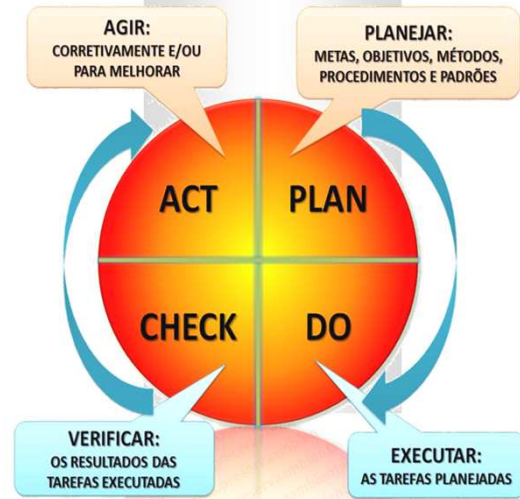 AGIR:
CORRETIVAMENTE E/OU
PARA MELHORAR
PLANEJAR:
METAS, OBJETIVOS, MÉTODOS,
PROCEDIMENTOS E PADRÕES
ACT
PLAN
CHECK
DO
VERIFICAR:
OS RESULTADOS DAS
TAREFAS EXECUTADAS
EXECUTAR:
AS TAREFAS PLANEJADAS